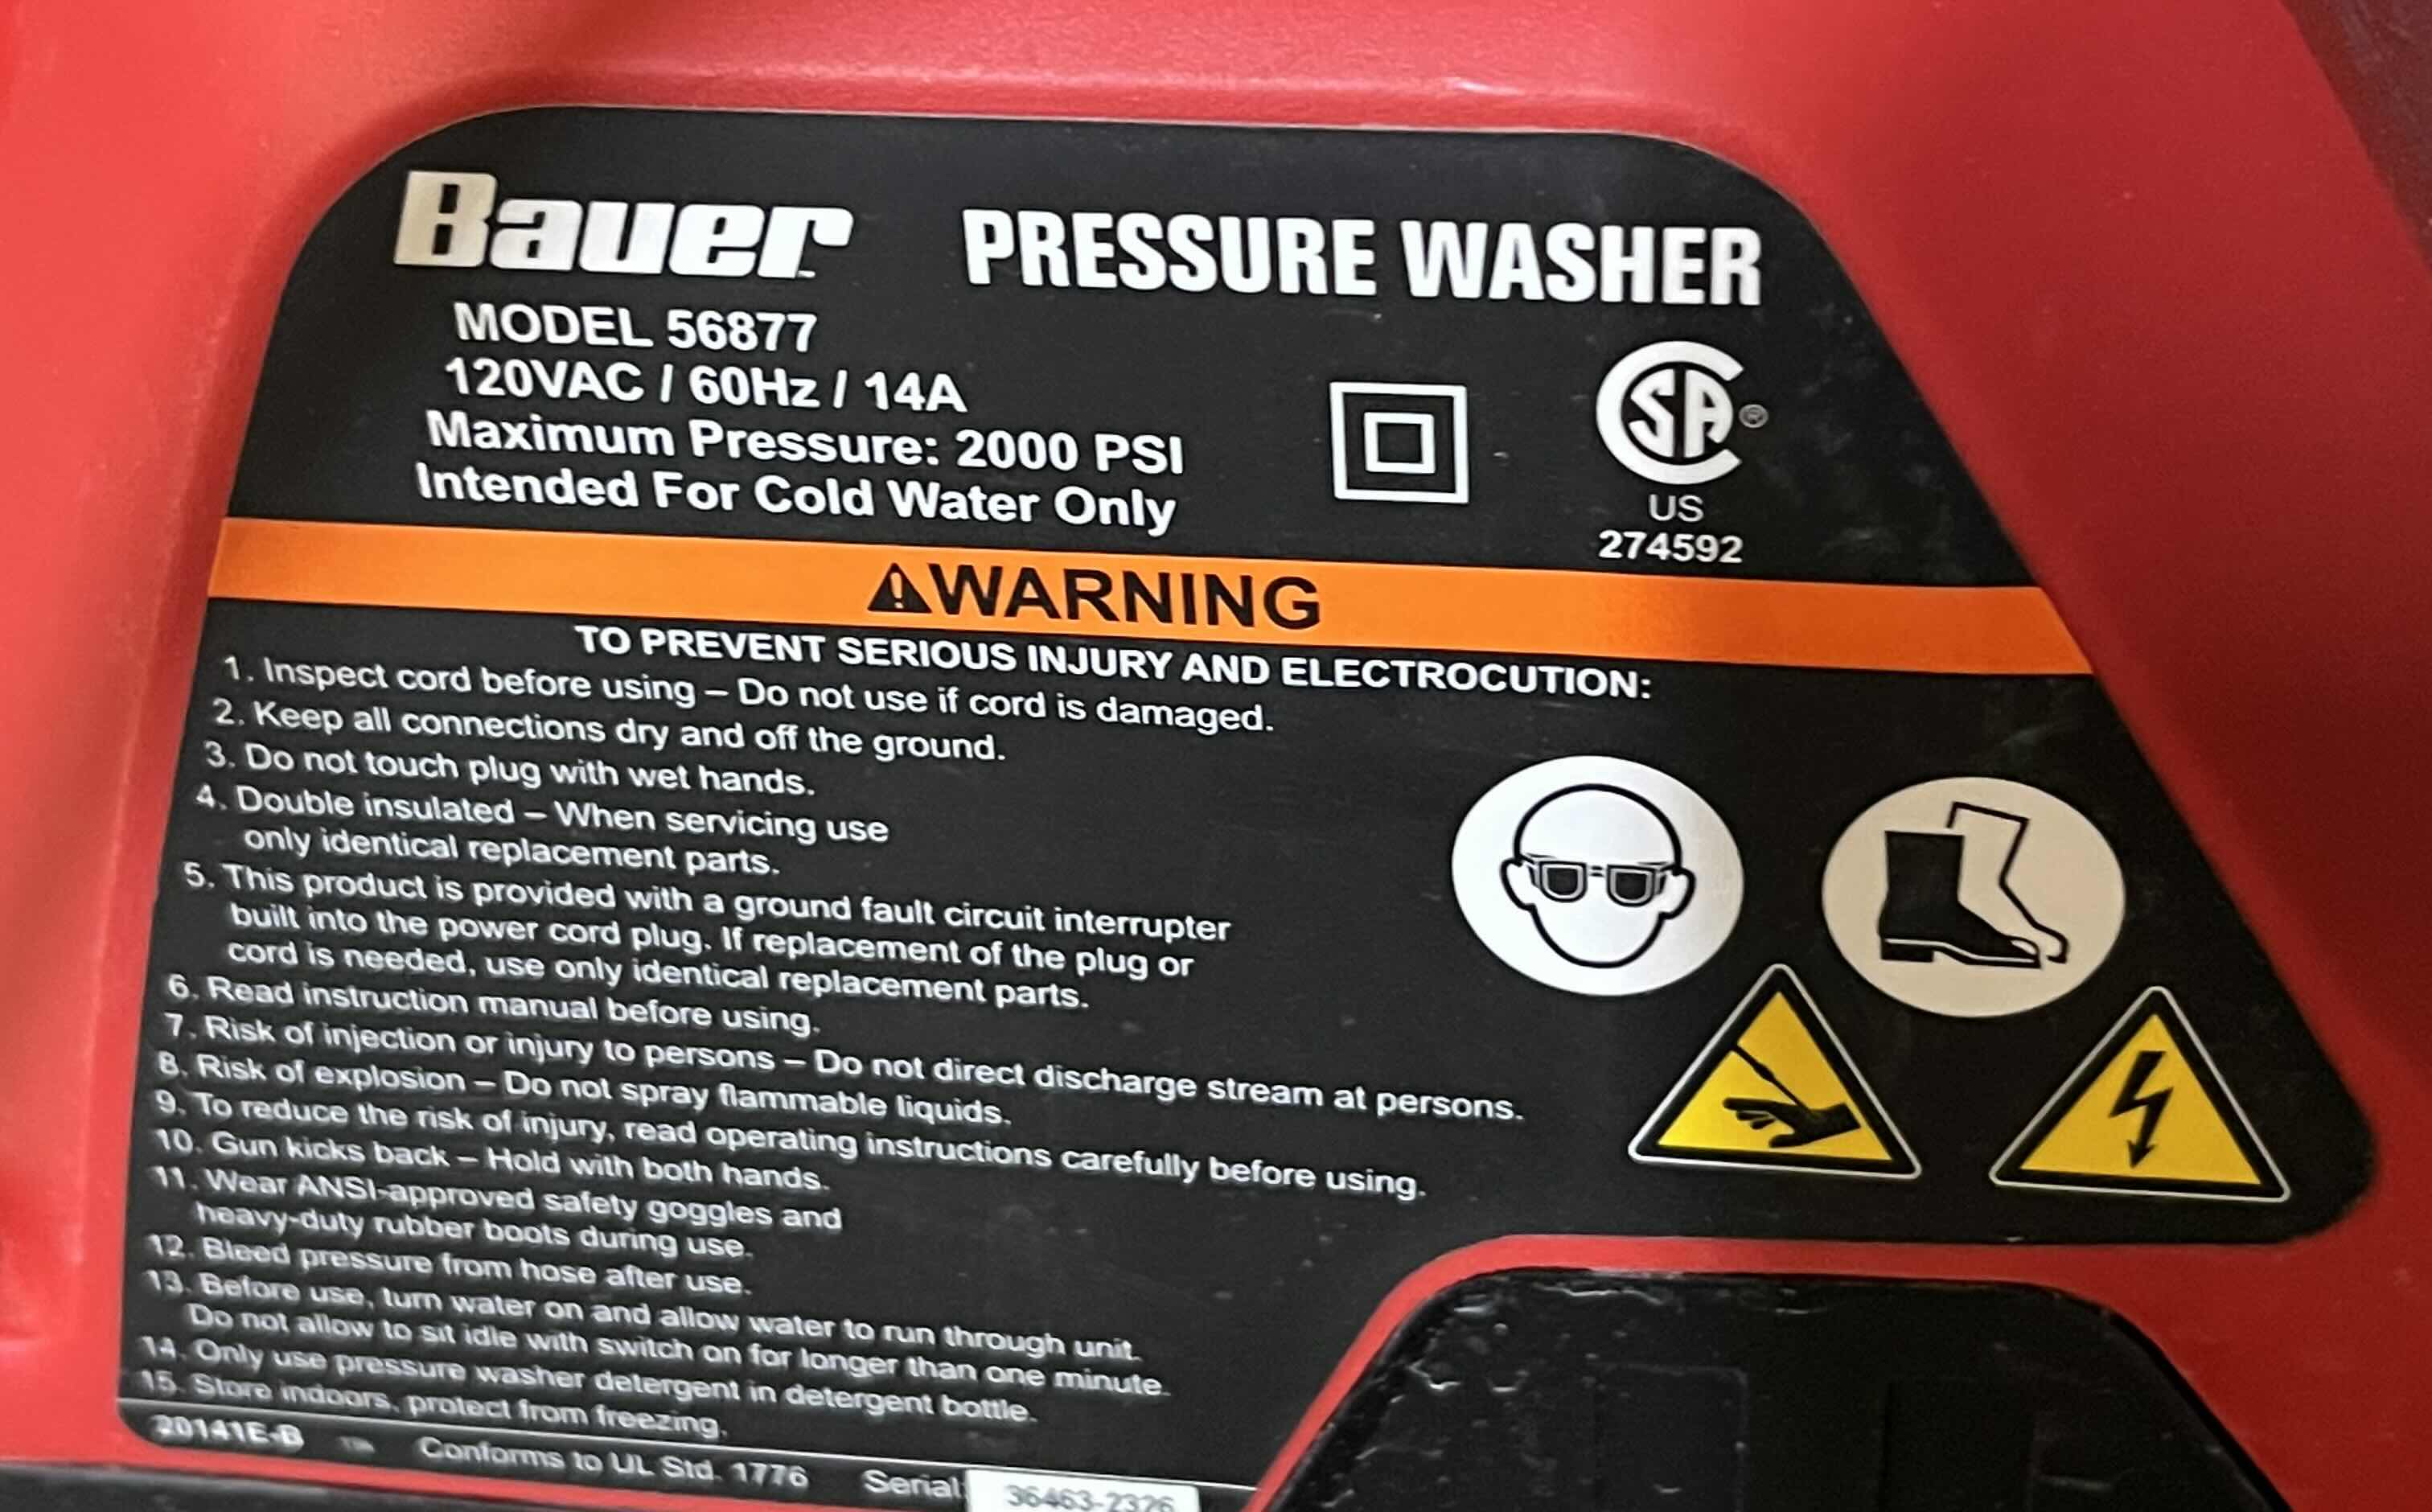 Bauer PRESSURE WASHER
MODEL 56877
120VAC / 60Hz / 14A
Maximum Pressure: 2000 PSI
Intended For Cold Water Only
SA ®
US
274592
⚠WARNING
TO PREVENT SERIOUS INJURY AND ELECTROCUTION:
1. Inspect cord before using – Do not use if cord is damaged.
2. Keep all connections dry and off the ground.
3. Do not touch plug with wet hands.
4. Double insulated – When servicing use
only identical replacement parts.
5. This product is provided with a ground fault circuit interrupter
built into the power cord plug. If replacement of the plug or
cord is needed, use only identical replacement parts.
6. Read instruction manual before using.
7. Risk of injection or injury to persons – Do not direct discharge stream at persons.
8. Risk of explosion – Do not spray flammable liquids.
9. To reduce the risk of injury, read operating instructions carefully before using.
10. Gun kicks back – Hold with both hands.
11. Wear ANSI-approved safety goggles and
heavy-duty rubber boots during use.
12. Bleed pressure from hose after use.
13. Before use, turn water on and allow water to run through unit.
Do not allow to sit idle with switch on for longer than one minute.
14. Only use pressure washer detergent in detergent bottle.
15. Store indoors, protect from freezing.
20141E-B Conforms to UL Std. 1776 Serial: 36463-2326